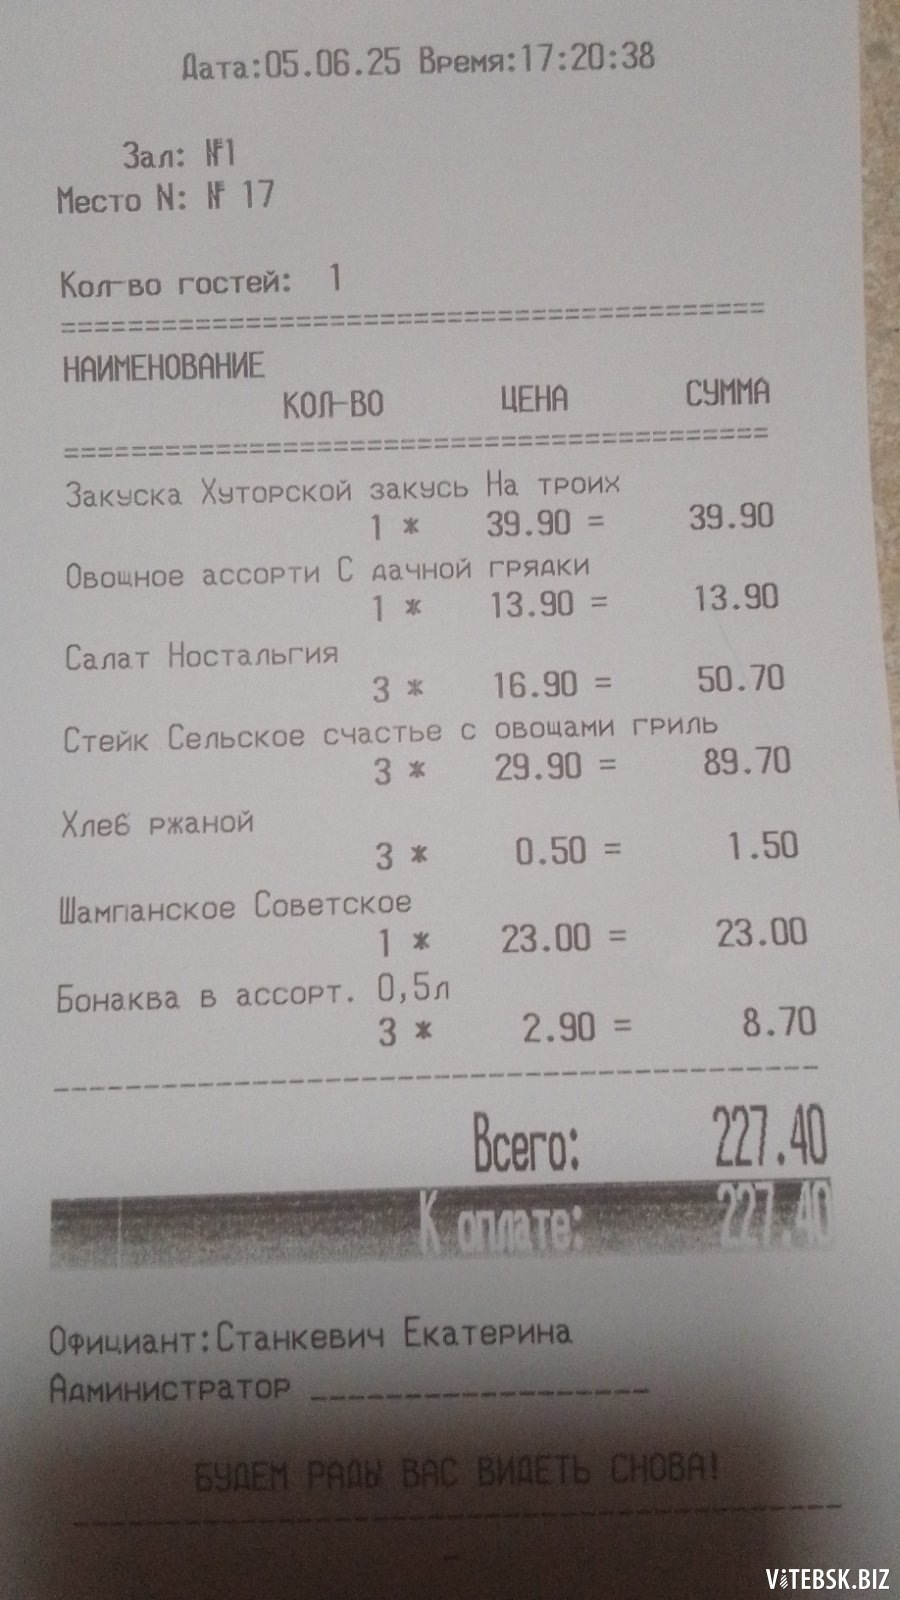 Дата:05.06.25 Время:17:20:38
Зал: №1
Место N: № 17
Кол-во гостей: 1
==========================================
НАИМЕНОВАНИЕ
КОЛ-ВО ЦЕНА СУММА
==========================================
Закуска Хуторской закусь На троих
1 * 39.90 = 39.90
Овощное ассорти С дачной грядки
1 * 13.90 = 13.90
Салат Ностальгия
3 * 16.90 = 50.70
Стейк Сельское счастье с овощами гриль
3 * 29.90 = 89.70
Хлеб ржаной
3 * 0.50 = 1.50
Шампанское Советское
1 * 23.00 = 23.00
Бонаква в ассорт. 0,5л
3 * 2.90 = 8.70
------------------------------------------
Всего: 227.40
К оплате: 227.40
Официант:Станкевич Екатерина
Администратор __________________
БУДЕМ РАДЫ ВАС ВИДЕТЬ СНОВА!
------------------------------------------
ViTEBSK.BIZ